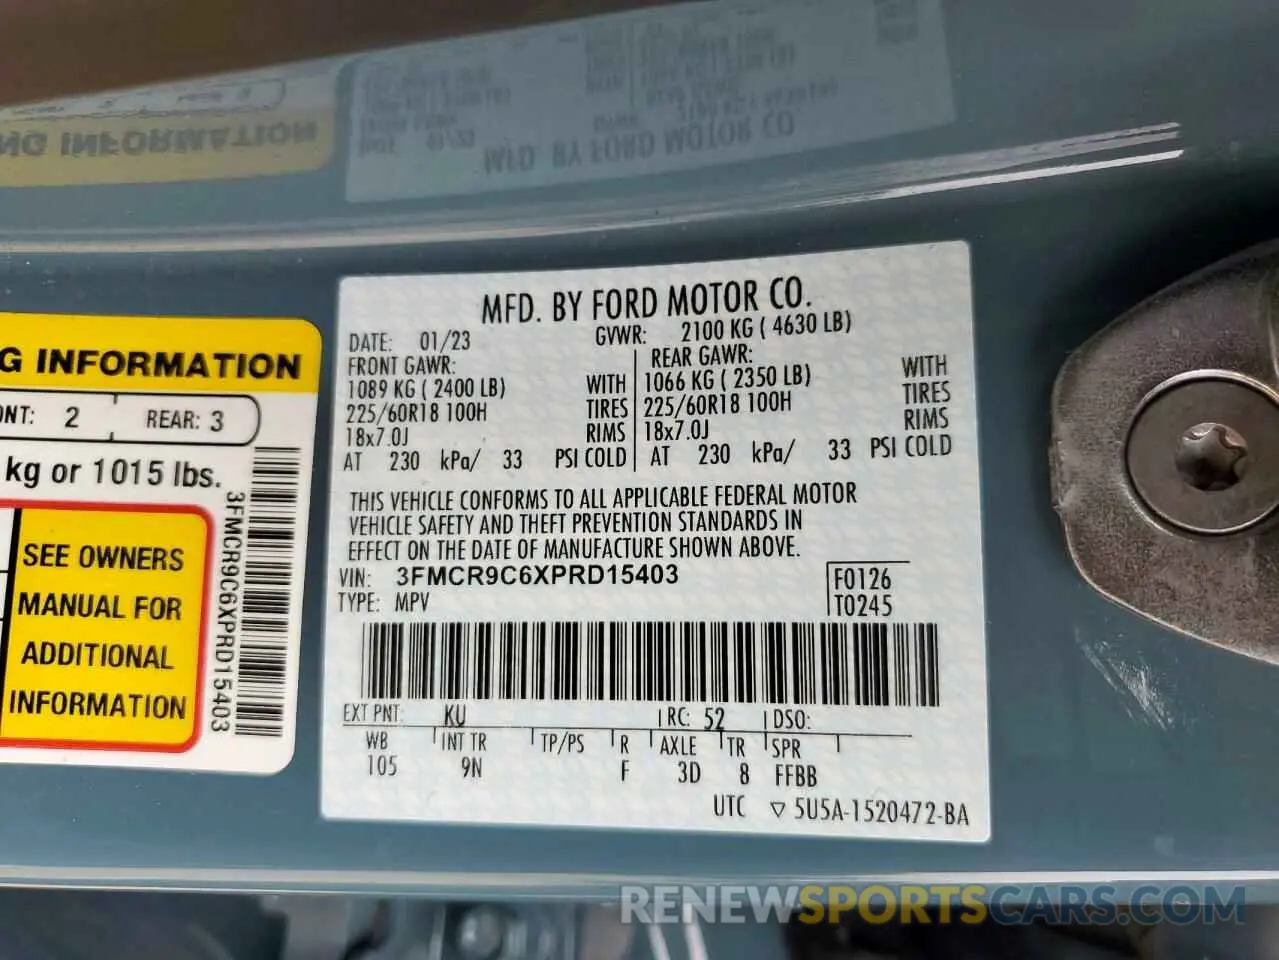 MFD. BY FORD MOTOR CO.
DATE: 01/23 GVWR: 2100 KG ( 4630 LB)
FRONT GAWR: REAR GAWR:
1089 KG ( 2400 LB) WITH 1066 KG ( 2350 LB) WITH
225/60R18 100H TIRES 225/60R18 100H TIRES
18x7.0J RIMS 18x7.0J RIMS
AT 230 kPa/ 33 PSI COLD AT 230 kPa/ 33 PSI COLD
THIS VEHICLE CONFORMS TO ALL APPLICABLE FEDERAL MOTOR
VEHICLE SAFETY AND THEFT PREVENTION STANDARDS IN
EFFECT ON THE DATE OF MANUFACTURE SHOWN ABOVE.
VIN: 3FMCR9C6XPRD15403 F0126
TYPE: MPV T0245
EXT PNT: KU RC: 52 DSO:
WB INT TR TP/PS R AXLE TR SPR
105 9N F 3D 8 FFBB
UTC ▽ 5U5A-1520472-BA
G INFORMATION
NT: 2 REAR: 3
kg or 1015 lbs.
SEE OWNERS
MANUAL FOR
ADDITIONAL
INFORMATION
3FMCR9C6XPRD15403
NG INFORMATION
MFD. BY FORD MOTOR CO.
DATE 01/23
RENEWSPORTSCARS.COM